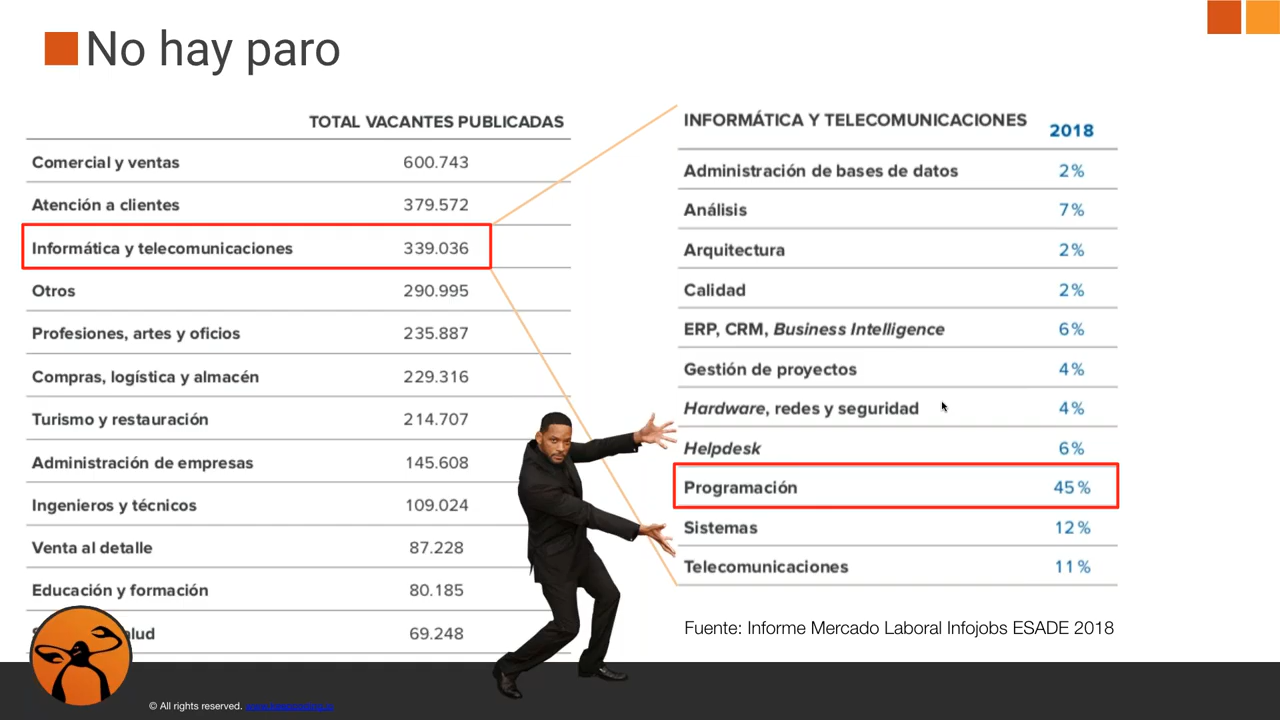 No hay paro
TOTAL VACANTES PUBLICADAS
Comercial y ventas 600.743
Atención a clientes 379.572
Informática y telecomunicaciones 339.036
Otros 290.995
Profesiones, artes y oficios 235.887
Compras, logística y almacén 229.316
Turismo y restauración 214.707
Administración de empresas 145.608
Ingenieros y técnicos 109.024
Venta al detalle 87.228
Educación y formación 80.185
69.248
INFORMÁTICA Y TELECOMUNICACIONES 2018
Administración de bases de datos 2%
Análisis 7%
Arquitectura 2%
Calidad 2%
ERP, CRM, Business Intelligence 6%
Gestión de proyectos 4%
Hardware, redes y seguridad 4%
Helpdesk 6%
Programación 45%
Sistemas 12%
Telecomunicaciones 11%
Fuente: Informe Mercado Laboral Infojobs ESADE 2018
© All rights reserved.